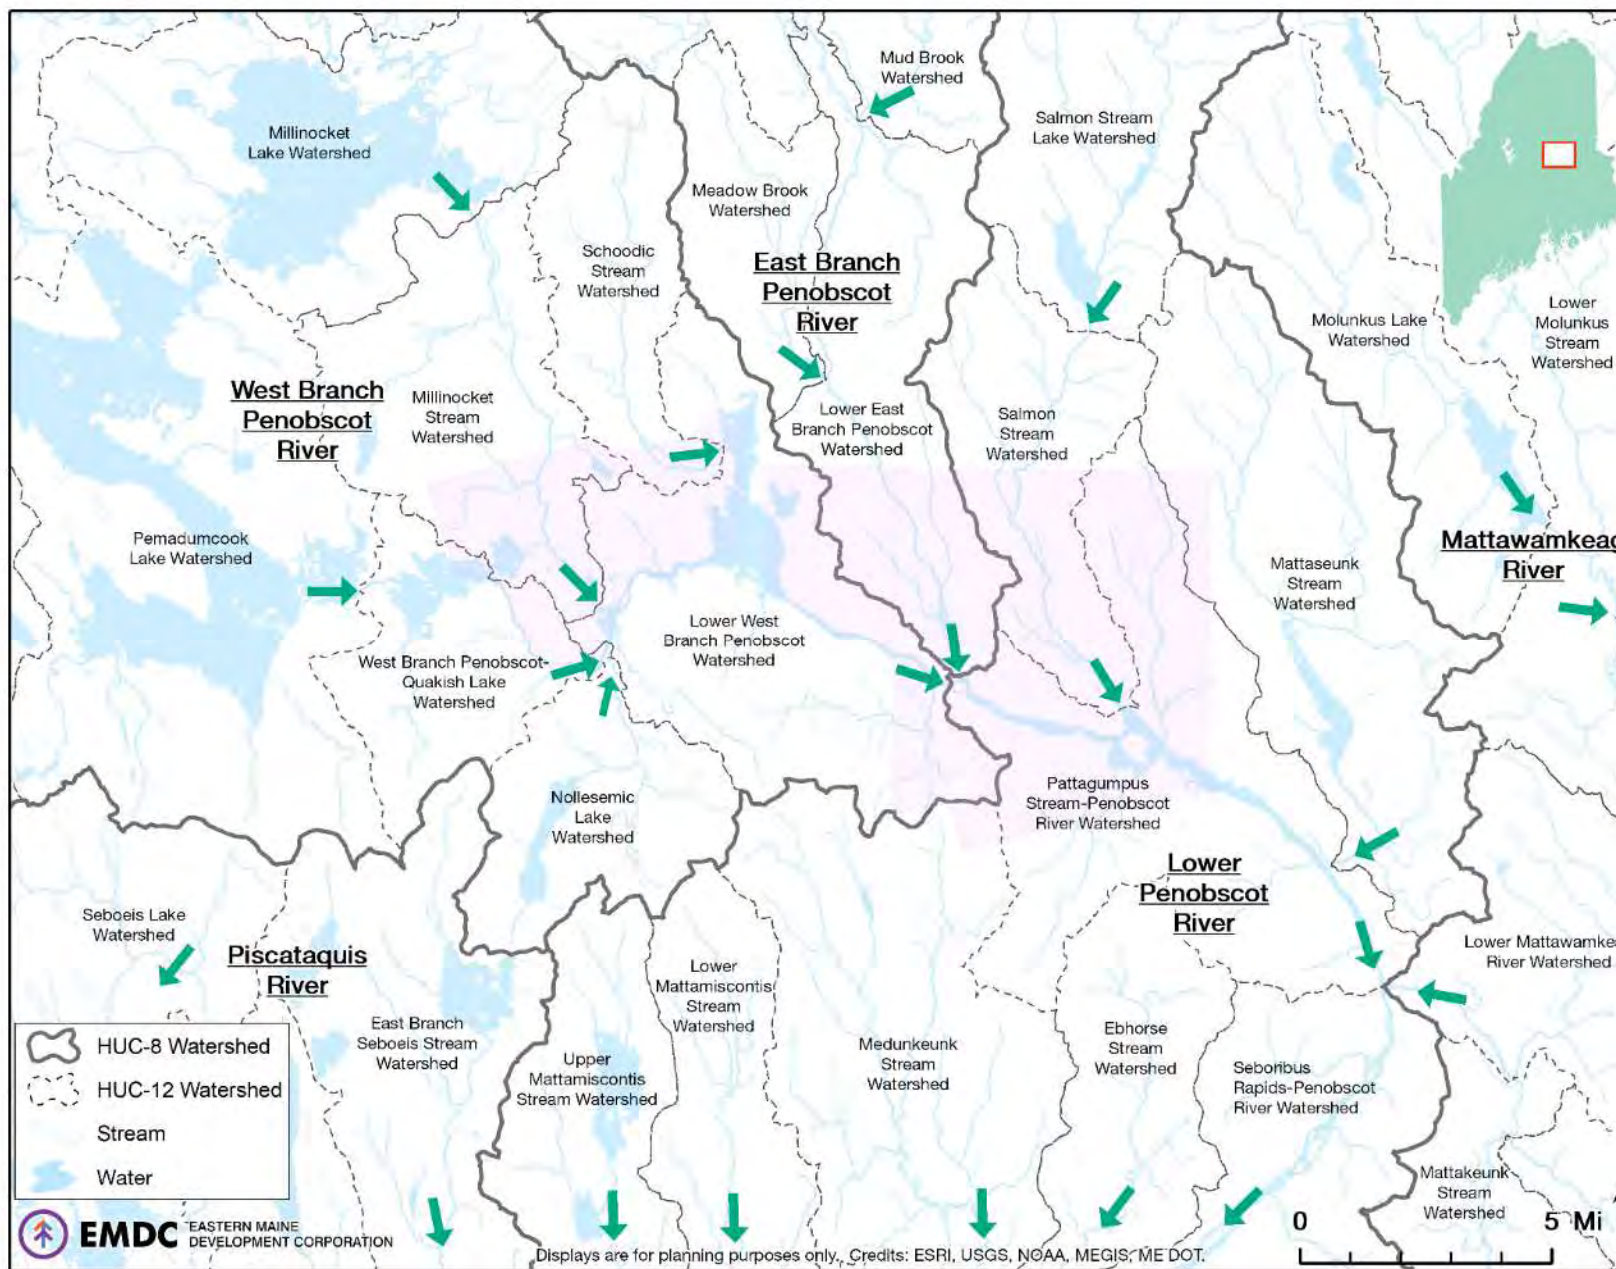 Mud Brook
Watershed
Millinocket
Lake Watershed
Salmon Stream
Lake Watershed
Meadow Brook
Watershed
Schoodic
Stream
Watershed
East Branch
Penobscot
River
Molunkus Lake
Watershed
Lower
Molunkus
Stream
Watershed
West Branch
Penobscot
River
Millinocket
Stream
Watershed
Lower East
Branch Penobscot
Watershed
Salmon
Stream
Watershed
Pemadumcook
Lake Watershed
Mattawamkeag
River
Mattaseunk
Stream
Watershed
Lower West
Branch Penobscot
Watershed
West Branch Penobscot-
Quakish Lake
Watershed
Nollesemic
Lake
Watershed
Pattagumpus
Stream-Penobscot
River Watershed
Lower
Penobscot
River
Seboeis Lake
Watershed
Piscataquis
River
Lower Mattawamke
River Watershed
Lower
Mattamiscontis
Stream
Watershed
East Branch
Seboeis Stream
Watershed
Upper
Mattamiscontis
Stream Watershed
Medunkeunk
Stream
Watershed
Ebhorse
Stream
Watershed
Seboribus
Rapids-Penobscot
River Watershed
Mattakeunk
Stream
Watershed
HUC-8 Watershed
HUC-12 Watershed
Stream
Water
EMDC EASTERN MAINE
DEVELOPMENT CORPORATION
Displays are for planning purposes only. Credits: ESRI, USGS, NOAA, MEGIS, ME DOT.
0 5 Mi